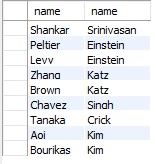 name name
Shankar Srinivasan
Peltier Einstein
Levy Einstein
Zhang Katz
Brown Katz
Chavez Singh
Tanaka Crick
Aoi Kim
Bourikas Kim